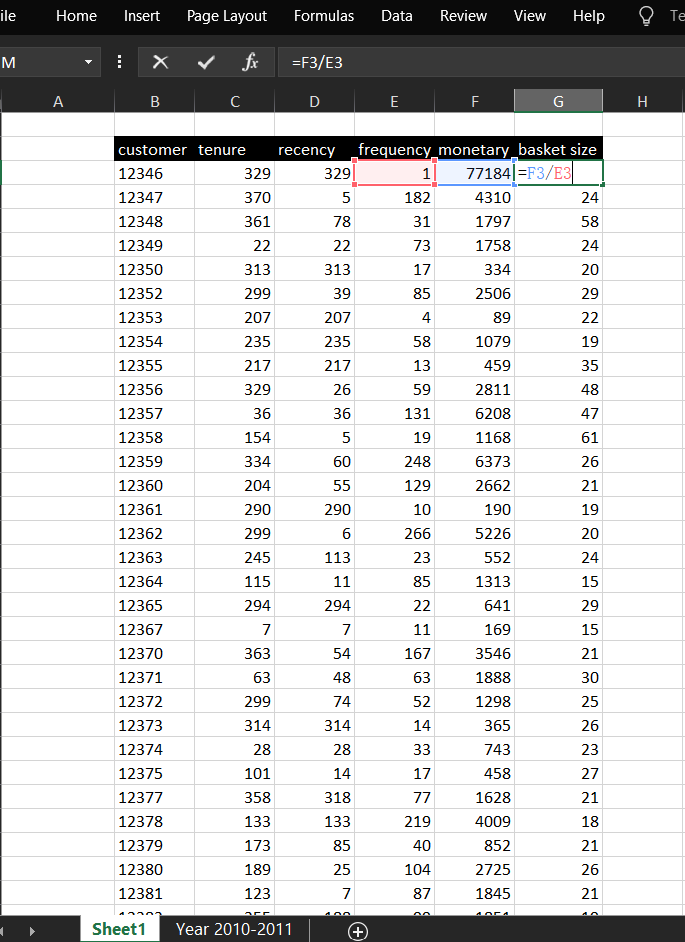 ile Home Insert Page Layout Formulas Data Review View Help Te
M =F3/E3
A B C D E F G H
customer tenure recency frequency monetary basket size
12346 329 329 1 77184 =F3/E3
12347 370 5 182 4310 24
12348 361 78 31 1797 58
12349 22 22 73 1758 24
12350 313 313 17 334 20
12352 299 39 85 2506 29
12353 207 207 4 89 22
12354 235 235 58 1079 19
12355 217 217 13 459 35
12356 329 26 59 2811 48
12357 36 36 131 6208 47
12358 154 5 19 1168 61
12359 334 60 248 6373 26
12360 204 55 129 2662 21
12361 290 290 10 190 19
12362 299 6 266 5226 20
12363 245 113 23 552 24
12364 115 11 85 1313 15
12365 294 294 22 641 29
12367 7 7 11 169 15
12370 363 54 167 3546 21
12371 63 48 63 1888 30
12372 299 74 52 1298 25
12373 314 314 14 365 26
12374 28 28 33 743 23
12375 101 14 17 458 27
12377 358 318 77 1628 21
12378 133 133 219 4009 18
12379 173 85 40 852 21
12380 189 25 104 2725 26
12381 123 7 87 1845 21
Sheet1 Year 2010-2011